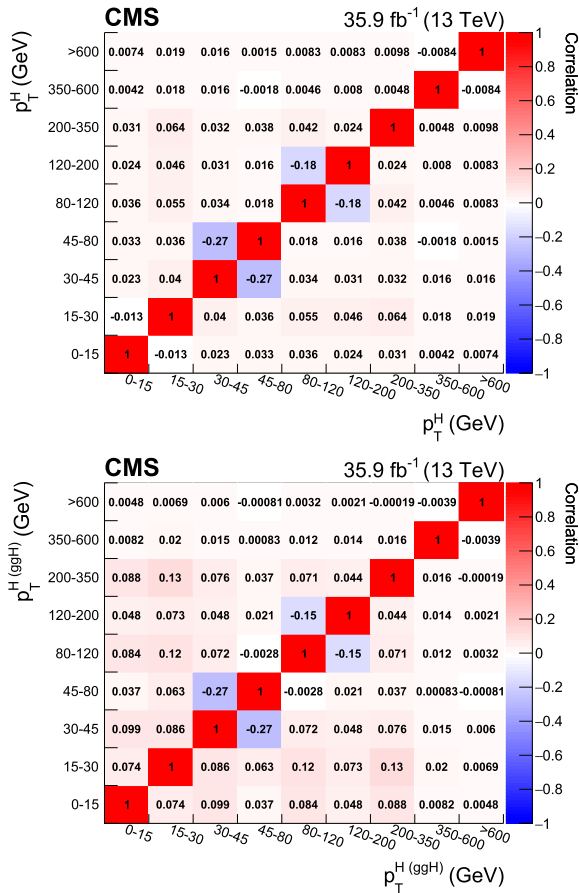 CMS 35.9 fb⁻¹ (13 TeV)
p_T^H (GeV)
>600 0.0074 0.019 0.016 0.0015 0.0083 0.0083 0.0098 -0.0084 1
350-600 0.0042 0.018 0.016 -0.0018 0.0046 0.008 0.0048 1 -0.0084
200-350 0.031 0.064 0.032 0.038 0.042 0.024 1 0.0048 0.0098
120-200 0.024 0.046 0.031 0.016 -0.18 1 0.024 0.008 0.0083
80-120 0.036 0.055 0.034 0.018 1 -0.18 0.042 0.0046 0.0083
45-80 0.033 0.036 -0.27 1 0.018 0.016 0.038 -0.0018 0.0015
30-45 0.023 0.04 1 -0.27 0.034 0.031 0.032 0.016 0.016
15-30 -0.013 1 0.04 0.036 0.055 0.046 0.064 0.018 0.019
0-15 1 -0.013 0.023 0.033 0.036 0.024 0.031 0.0042 0.0074
0-15 15-30 30-45 45-80 80-120 120-200 200-350 350-600 >600
p_T^H (GeV)
Correlation
1
0.8
0.6
0.4
0.2
0
−0.2
−0.4
−0.6
−0.8
−1
CMS 35.9 fb⁻¹ (13 TeV)
p_T^H (ggH) (GeV)
>600 0.0048 0.0069 0.006 -0.00081 0.0032 0.0021 -0.00019 -0.0039 1
350-600 0.0082 0.02 0.015 0.00083 0.012 0.014 0.016 1 -0.0039
200-350 0.088 0.13 0.076 0.037 0.071 0.044 1 0.016 -0.00019
120-200 0.048 0.073 0.048 0.021 -0.15 1 0.044 0.014 0.0021
80-120 0.084 0.12 0.072 -0.0028 1 -0.15 0.071 0.012 0.0032
45-80 0.037 0.063 -0.27 1 -0.0028 0.021 0.037 0.00083 -0.00081
30-45 0.099 0.086 1 -0.27 0.072 0.048 0.076 0.015 0.006
15-30 0.074 1 0.086 0.063 0.12 0.073 0.13 0.02 0.0069
0-15 1 0.074 0.099 0.037 0.084 0.048 0.088 0.0082 0.0048
0-15 15-30 30-45 45-80 80-120 120-200 200-350 350-600 >600
p_T^H (ggH) (GeV)
Correlation
1
0.8
0.6
0.4
0.2
0
−0.2
−0.4
−0.6
−0.8
−1